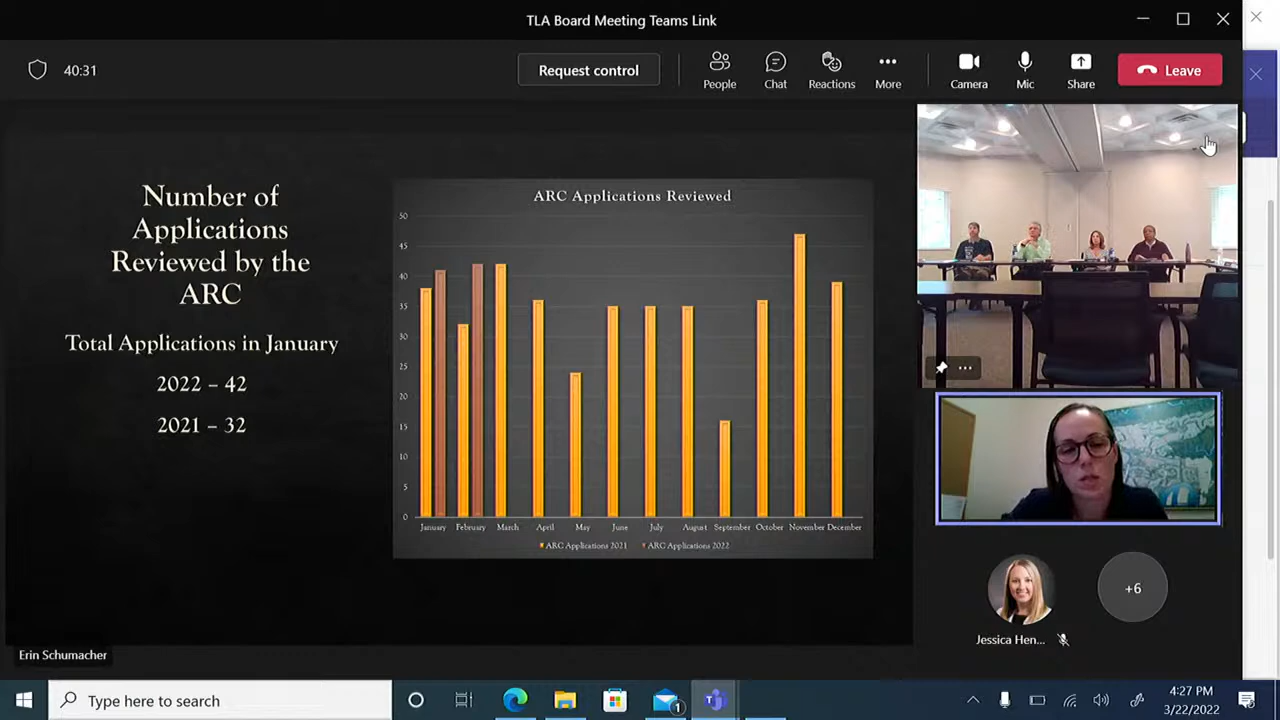 TLA Board Meeting Teams Link
40:31
Request control
People
Chat
Reactions
More
Camera
Mic
Share
Leave
Number of
Applications
Reviewed by the
ARC
Total Applications in January
2022 – 42
2021 – 32
ARC Applications Reviewed
50
45
40
35
30
25
20
15
10
5
0
January
February
March
April
May
June
July
August
September
October
November
December
ARC Applications 2021
ARC Applications 2022
+6
Jessica Hen...
Erin Schumacher
Type here to search
1
4:27 PM
3/22/2022